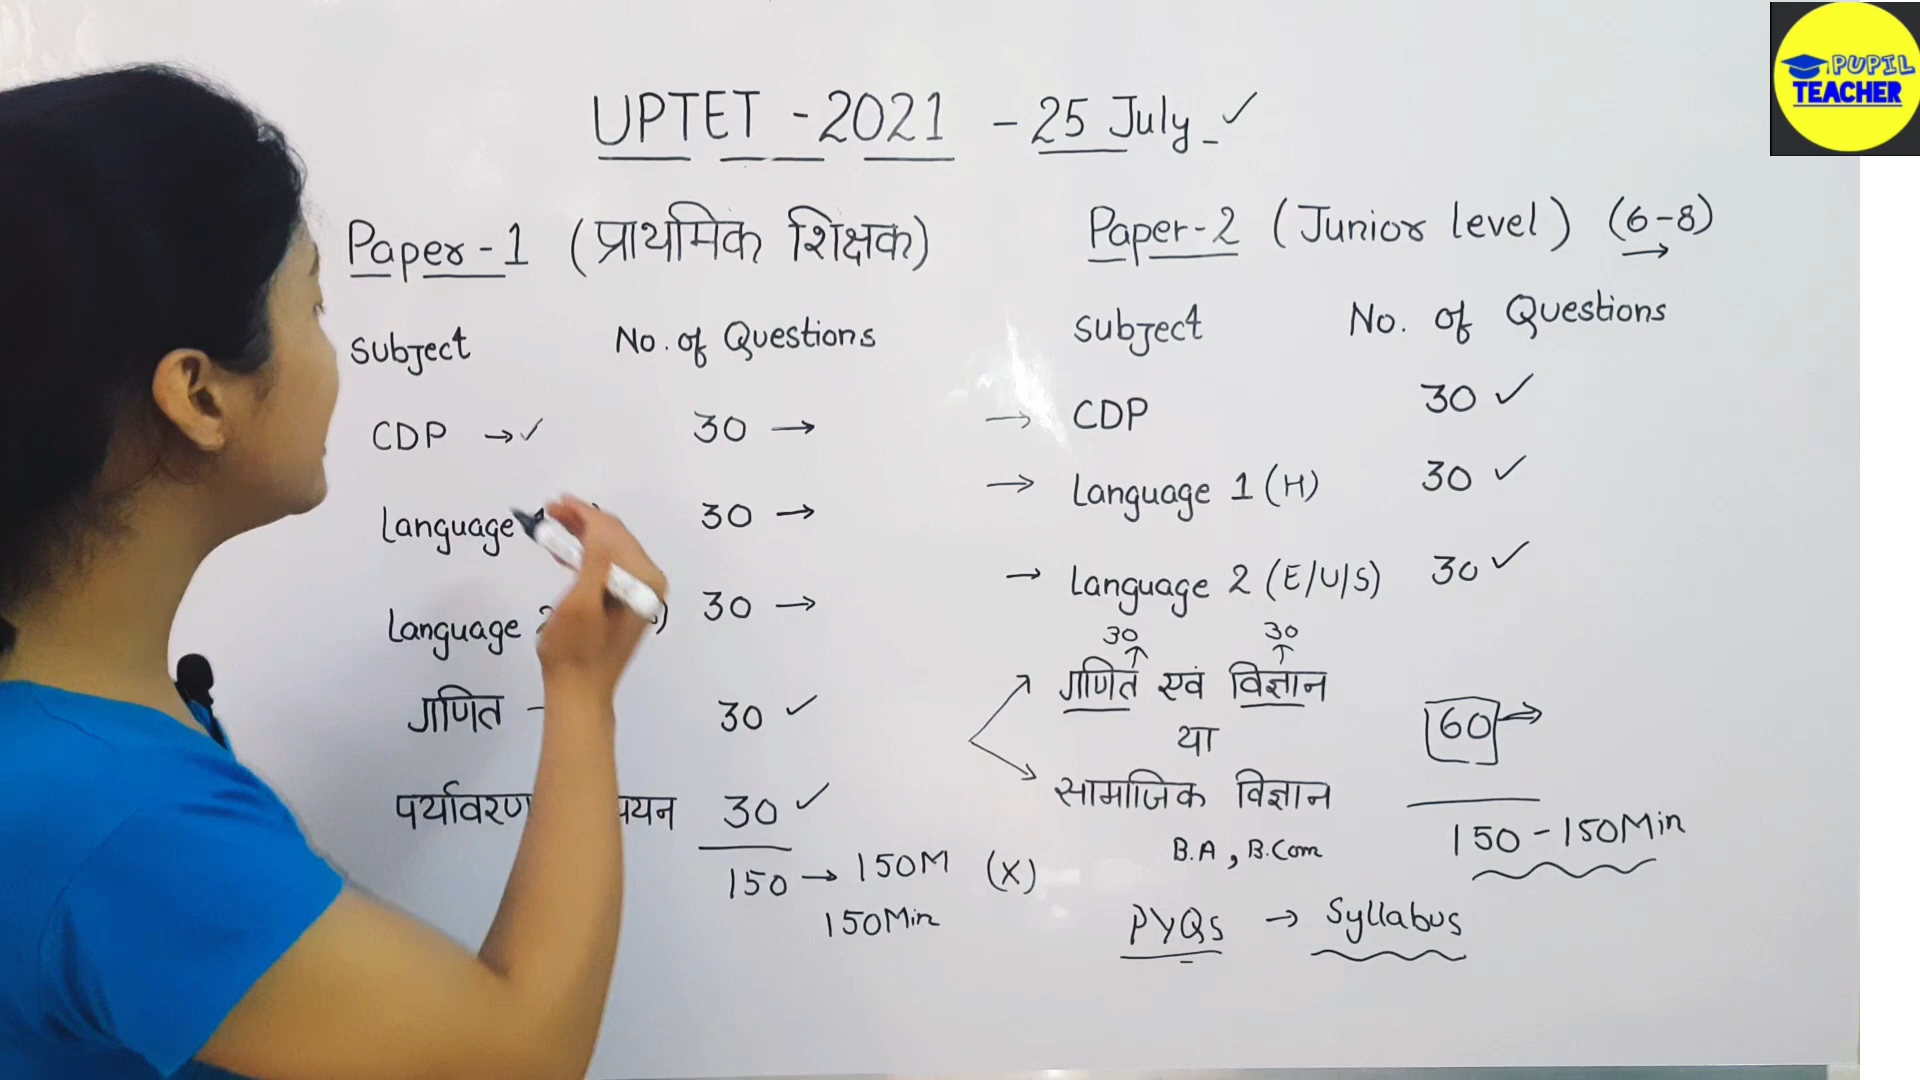 PUPIL
TEACHER
UPTET - 2021 - 25 July - ✓
Paper - 1 (प्राथमिक शिक्षक)
Subject No. of Questions
CDP → ✓ 30 →
Language 30 →
Language 2 30 →
गणित - 30 ✓
पर्यावरण 30 ✓
150 → 150M (X)
150Min
Paper-2 (Junior level) (6-8)
→
Subject No. of Questions
→ CDP 30 ✓
→ Language 1 (H) 30 ✓
→ Language 2 (E/U/S) 30 ✓
30 30
गणित एवं विज्ञान
या 60 ⇒
सामाजिक विज्ञान
B.A, B.Com
150 - 150Min
PYQs → Syllabus